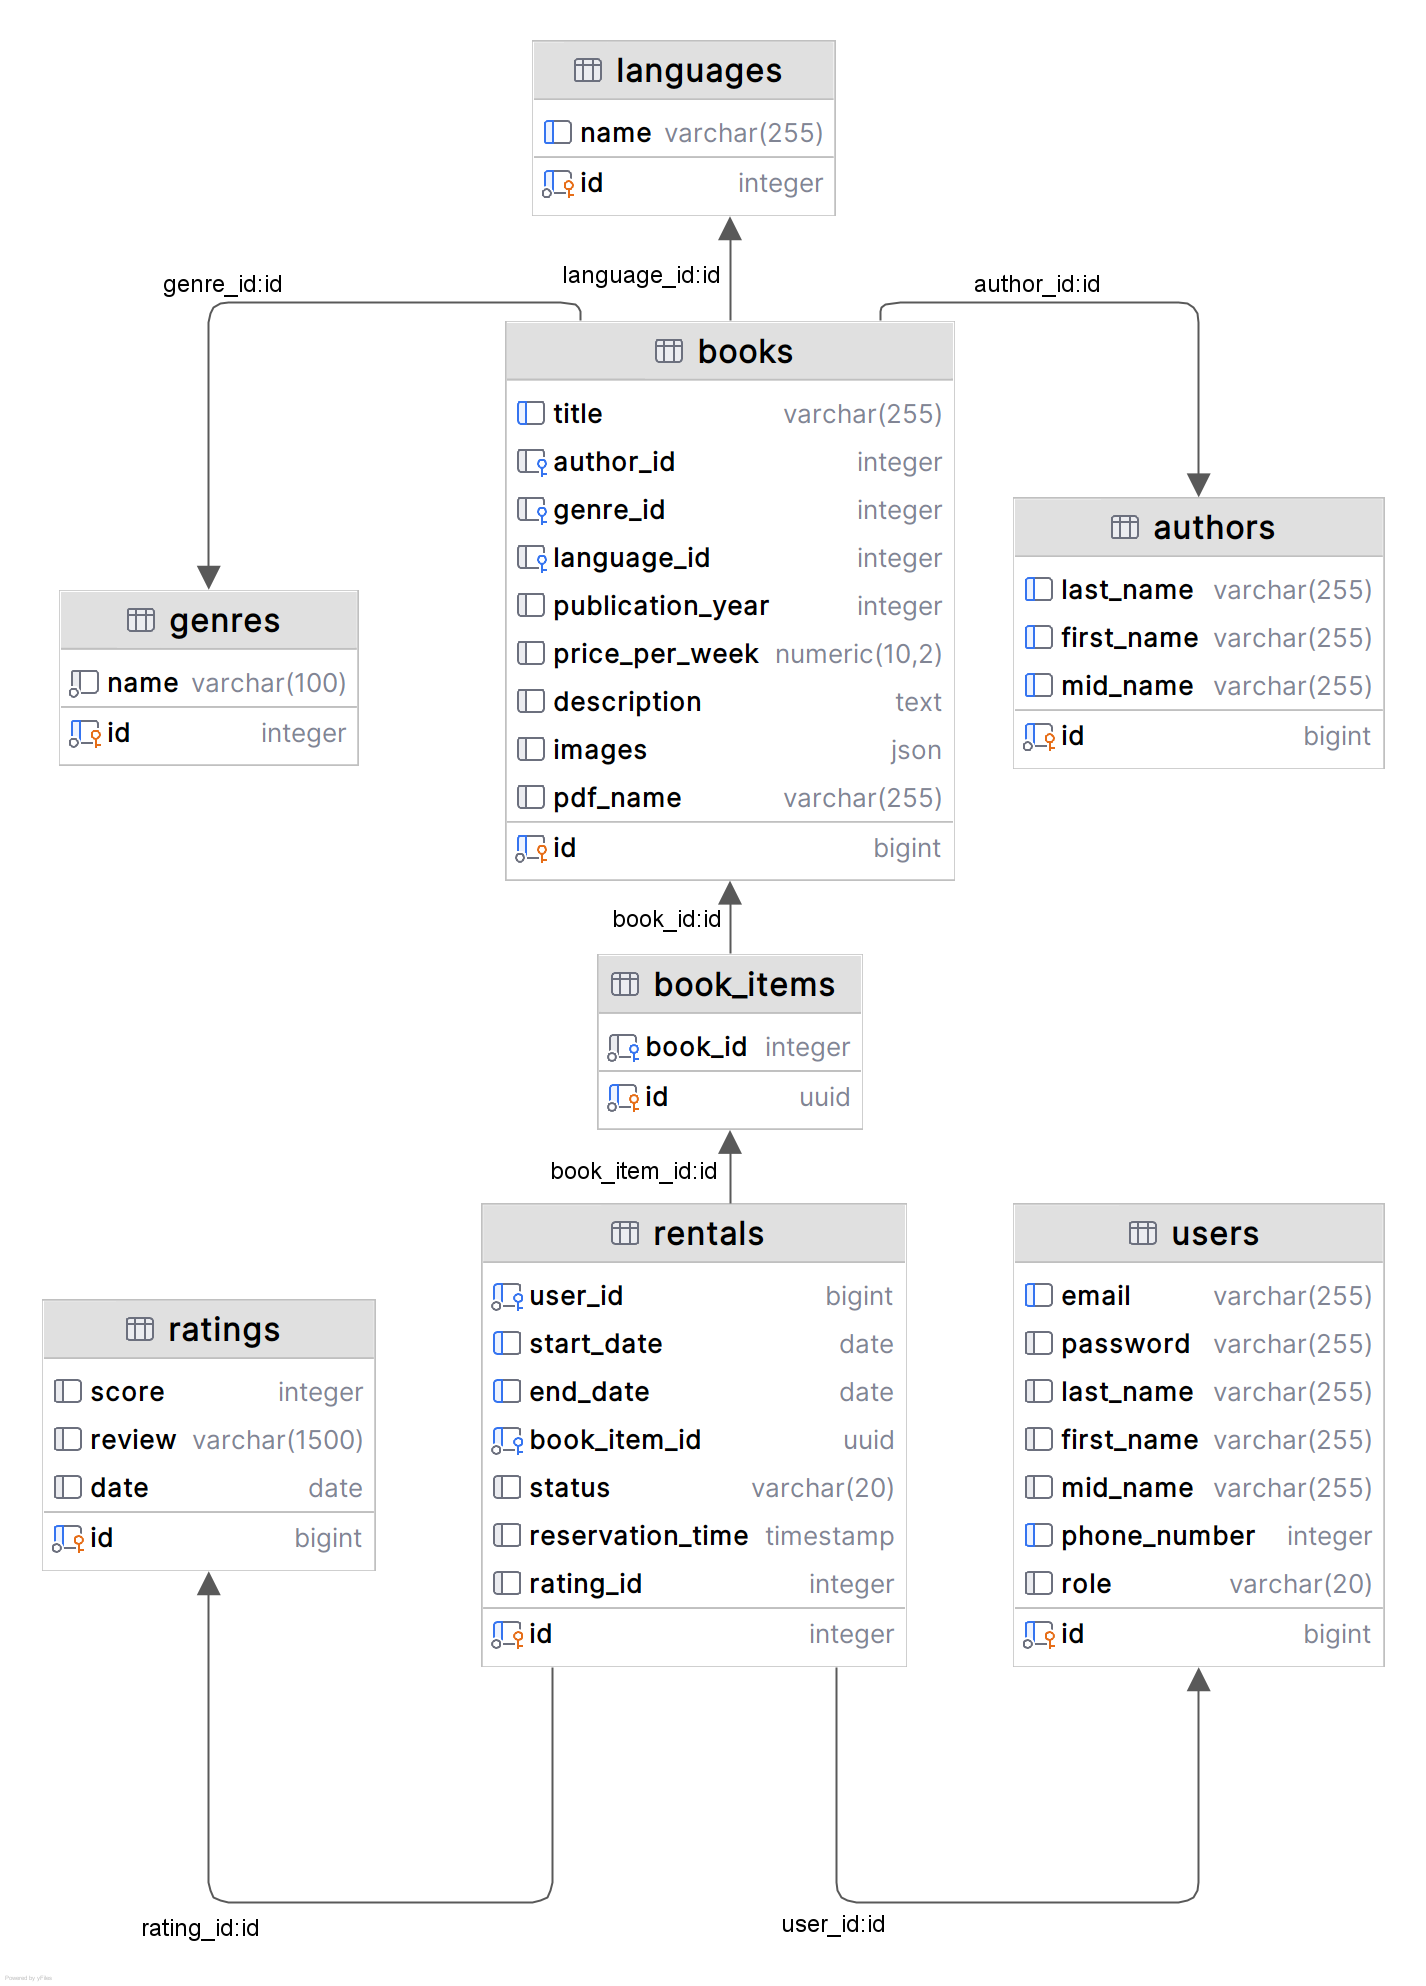 languages
name varchar(255)
id integer
genre_id:id
language_id:id
author_id:id
books
title varchar(255)
author_id integer
genre_id integer
language_id integer
publication_year integer
price_per_week numeric(10,2)
description text
images json
pdf_name varchar(255)
id bigint
authors
last_name varchar(255)
first_name varchar(255)
mid_name varchar(255)
id bigint
genres
name varchar(100)
id integer
book_id:id
book_items
book_id integer
id uuid
book_item_id:id
rentals
user_id bigint
start_date date
end_date date
book_item_id uuid
status varchar(20)
reservation_time timestamp
rating_id integer
id integer
users
email varchar(255)
password varchar(255)
last_name varchar(255)
first_name varchar(255)
mid_name varchar(255)
phone_number integer
role varchar(20)
id bigint
ratings
score integer
review varchar(1500)
date date
id bigint
rating_id:id
user_id:id
Powered by yFiles